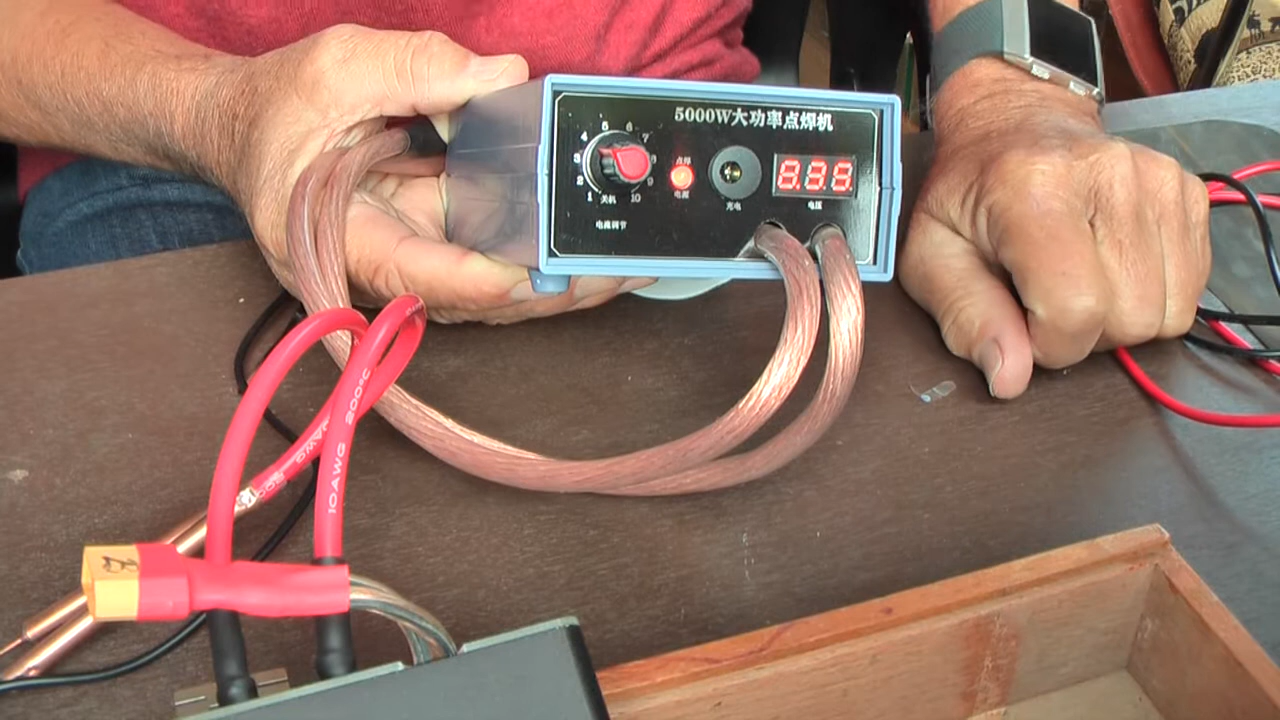 5000W大功率点焊机
4 5 6 7
3 8
2 9
1 关机 10
电流调节
点焊
电源
充电
8.8.8.
电压
10AWG 200°C